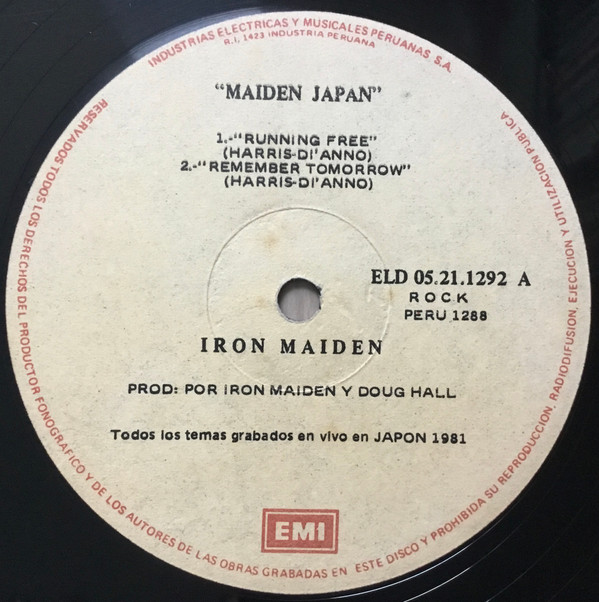 INDUSTRIAS ELECTRICAS Y MUSICALES PERUANAS S.A.
R.I. 1423 INDUSTRIA PERUANA
"MAIDEN JAPAN"
1.-"RUNNING FREE"
(HARRIS-DI'ANNO)
2.-"REMEMBER TOMORROW"
(HARRIS-DI'ANNO)
ELD 05.21.1292 A
ROCK
PERU 1288
IRON MAIDEN
PROD: POR IRON MAIDEN Y DOUG HALL
Todos los temas grabados en vivo en JAPON 1981
EMI
RESERVADOS TODOS LOS DERECHOS DEL PRODUCTOR FONOGRAFICO Y DE LOS AUTORES DE LAS OBRAS GRABADAS EN ESTE DISCO Y PROHIBIDA SU REPRODUCCION, RADIODIFUSION, EJECUCION Y UTILIZACION PUBLICA